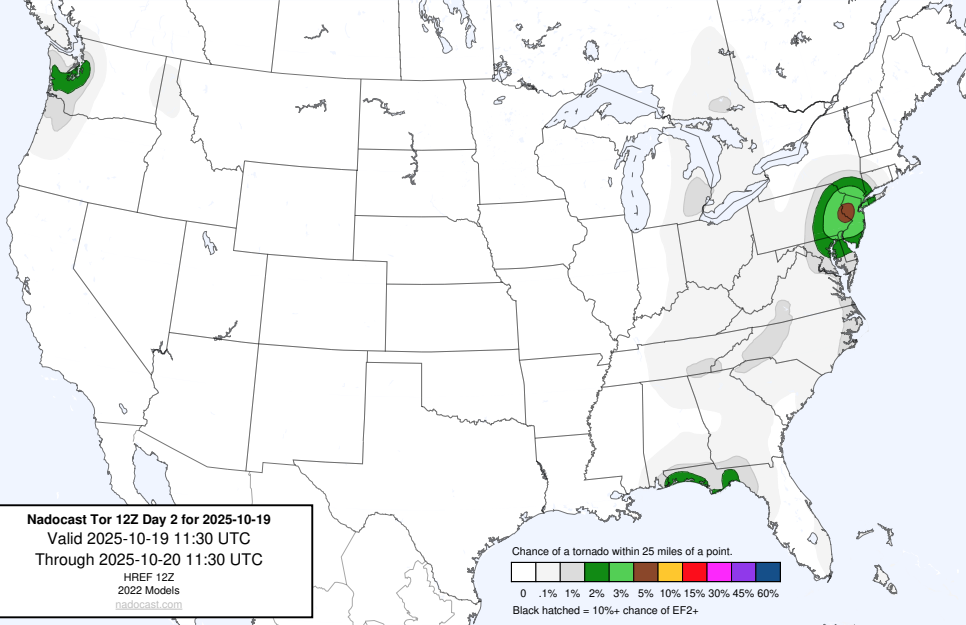 Nadocast Tor 12Z Day 2 for 2025-10-19
Valid 2025-10-19 11:30 UTC
Through 2025-10-20 11:30 UTC
HREF 12Z
2022 Models
nadocast.com
Chance of a tornado within 25 miles of a point.
0 .1% 1% 2% 3% 5% 10% 15% 30% 45% 60%
Black hatched = 10%+ chance of EF2+